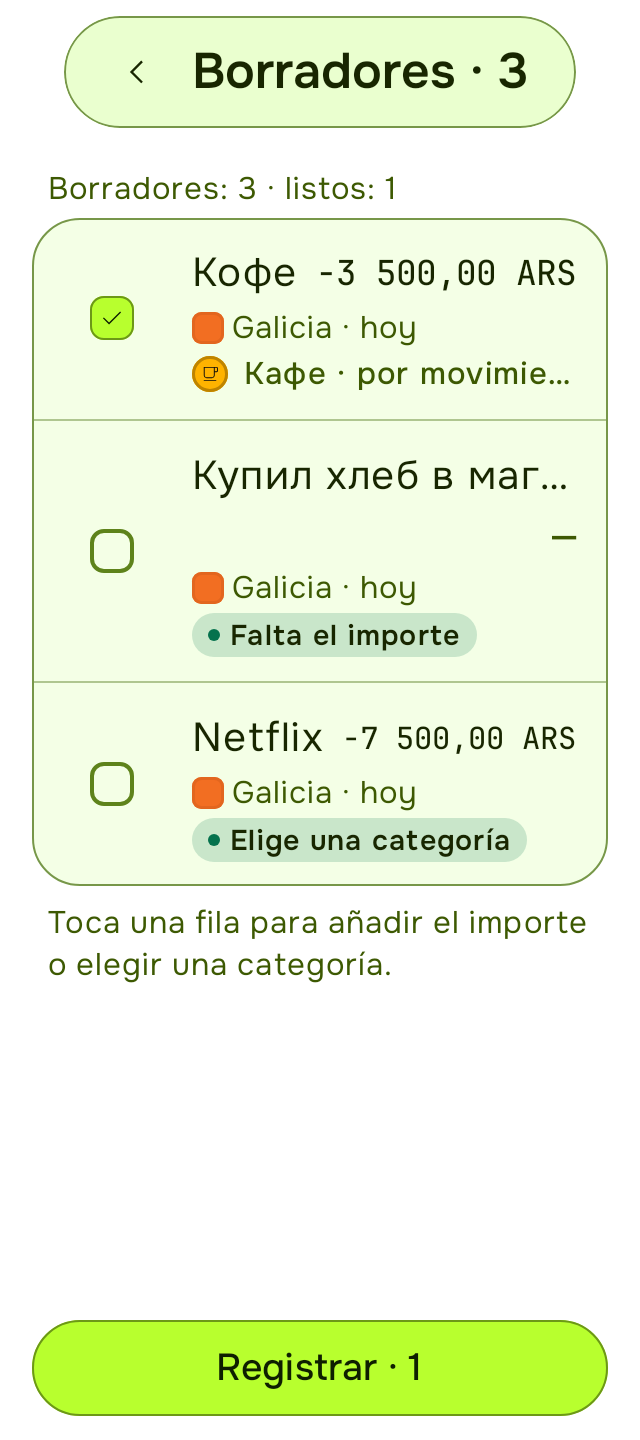 Borradores · 3
Borradores: 3 · listos: 1
Кофе -3 500,00 ARS
Galicia · hoy
Кафе · por movimie...
Купил хлеб в маг...
—
Galicia · hoy
Falta el importe
Netflix -7 500,00 ARS
Galicia · hoy
Elige una categoría
Toca una fila para añadir el importe
o elegir una categoría.
Registrar · 1